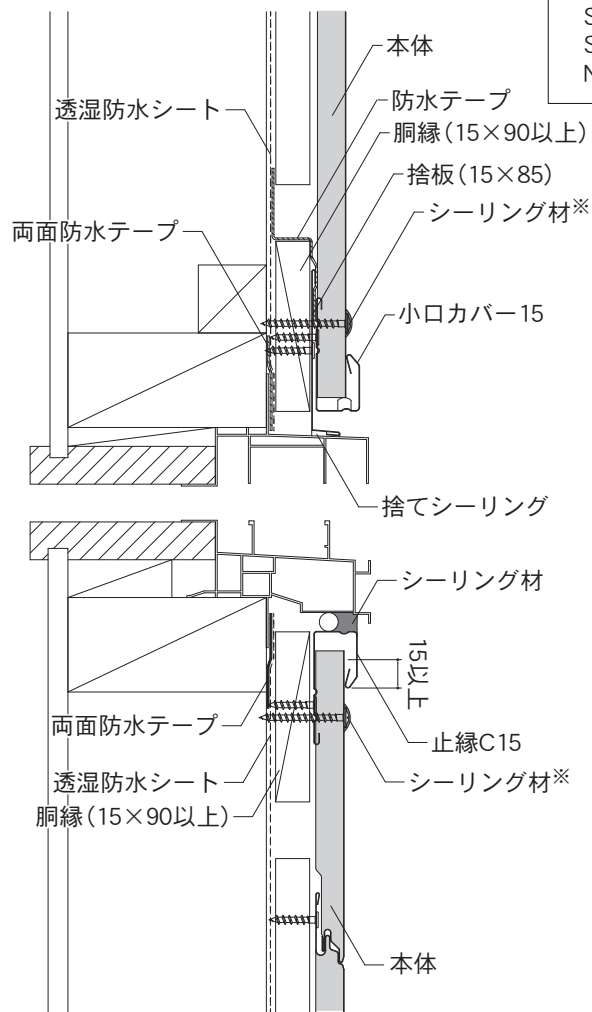 S
S
N
本体
防水テープ
透湿防水シート
胴縁（15×90以上）
捨板（15×85）
シーリング材※
両面防水テープ
小口カバー15
捨てシーリング
シーリング材
15以上
両面防水テープ
止縁C15
透湿防水シート
シーリング材※
胴縁（15×90以上）
本体